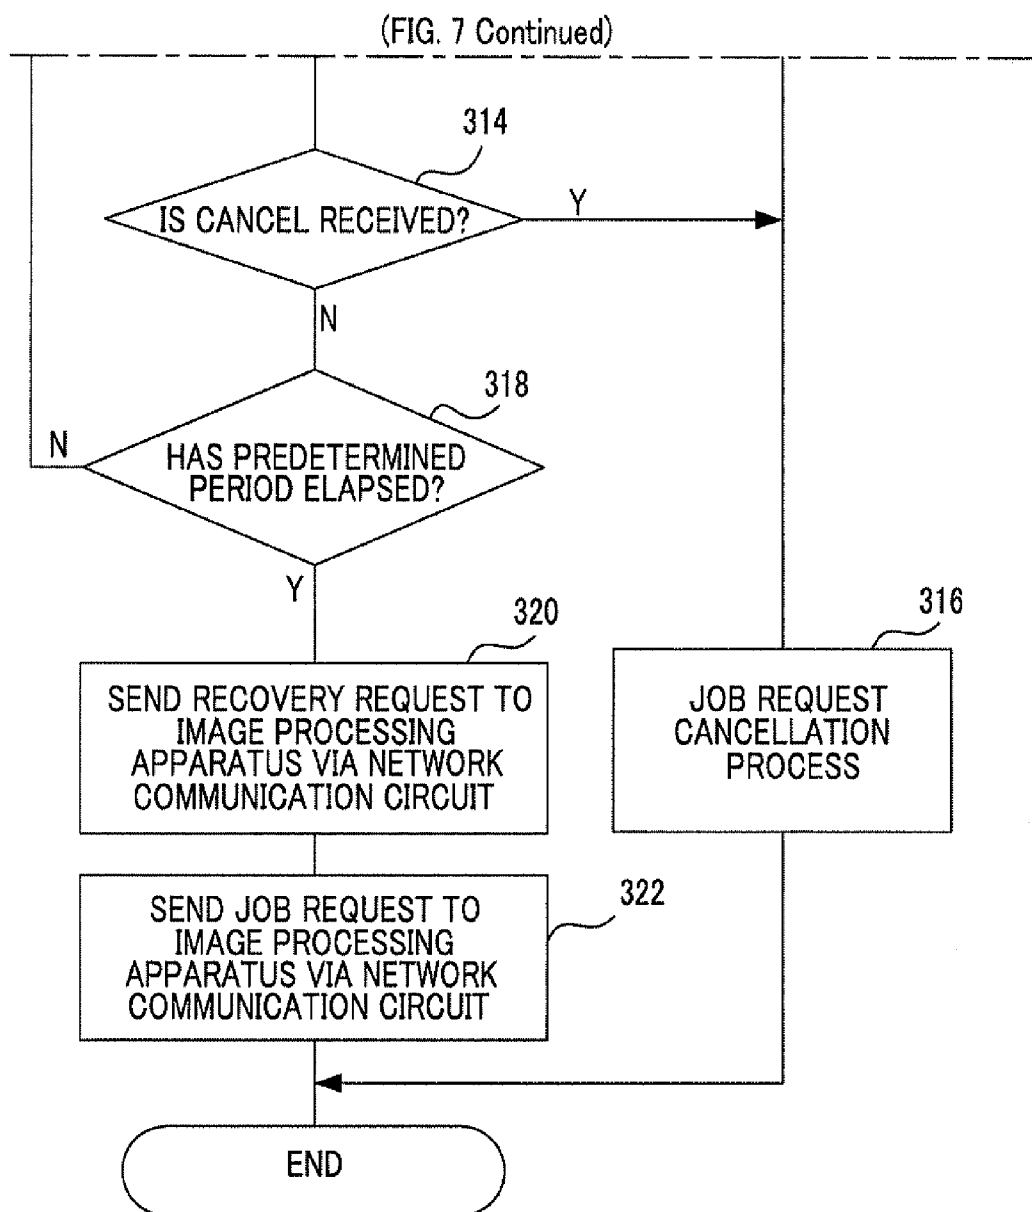 (FIG. 7 Continued)
314
IS CANCEL RECEIVED?
Y
N
318
HAS PREDETERMINED
PERIOD ELAPSED?
N
Y
320
SEND RECOVERY REQUEST TO
IMAGE PROCESSING
APPARATUS VIA NETWORK
COMMUNICATION CIRCUIT
316
JOB REQUEST
CANCELLATION
PROCESS
322
SEND JOB REQUEST TO
IMAGE PROCESSING
APPARATUS VIA NETWORK
COMMUNICATION CIRCUIT
END